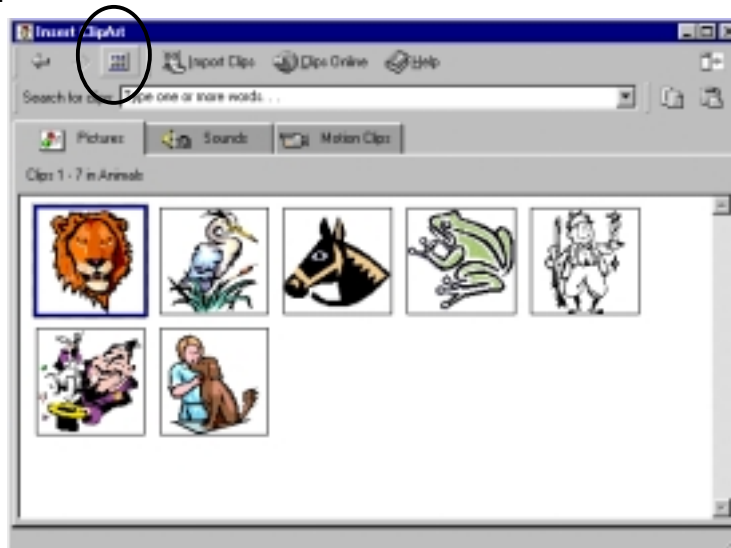 Insert ClipArt
Import Clips Clips Online Help
Search for clips: Type one or more words. . .
Pictures Sounds Motion Clips
Clips 1 - 7 in Animals